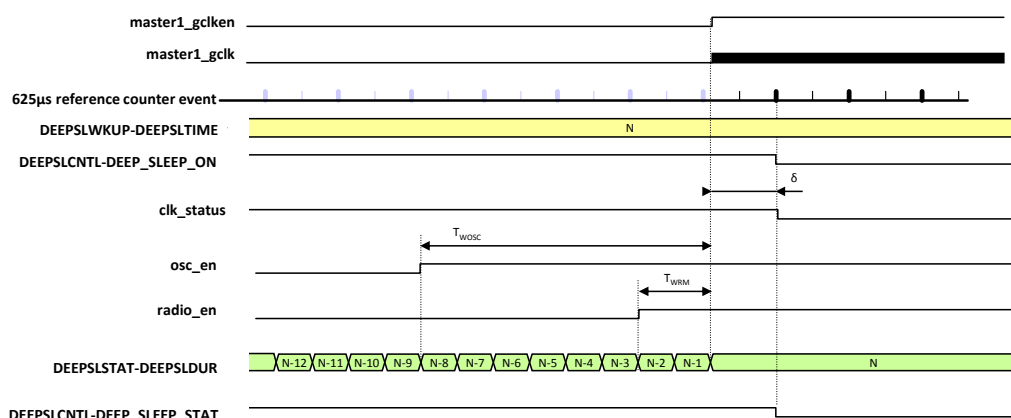 master1_gclken
master1_gclk
625µs reference counter event
DEEPSLWKUP-DEEPSLTIME
N
DEEPSLCNTL-DEEP_SLEEP_ON
δ
clk_status
TWOSC
osc_en
TWRM
radio_en
DEEPSLSTAT-DEEPSLDUR
N-12 N-11 N-10 N-9 N-8 N-7 N-6 N-5 N-4 N-3 N-2 N-1 N
DEEPSLCNTL-DEEP_SLEEP_STAT